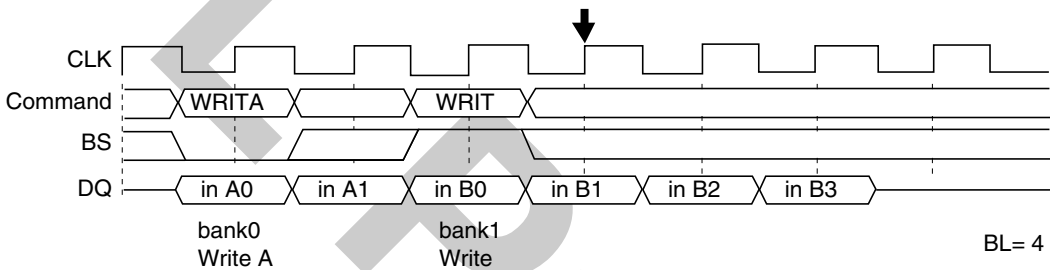 CLK
Command WRITA WRIT
BS
DQ in A0 in A1 in B0 in B1 in B2 in B3
bank0 bank1
Write A Write BL= 4